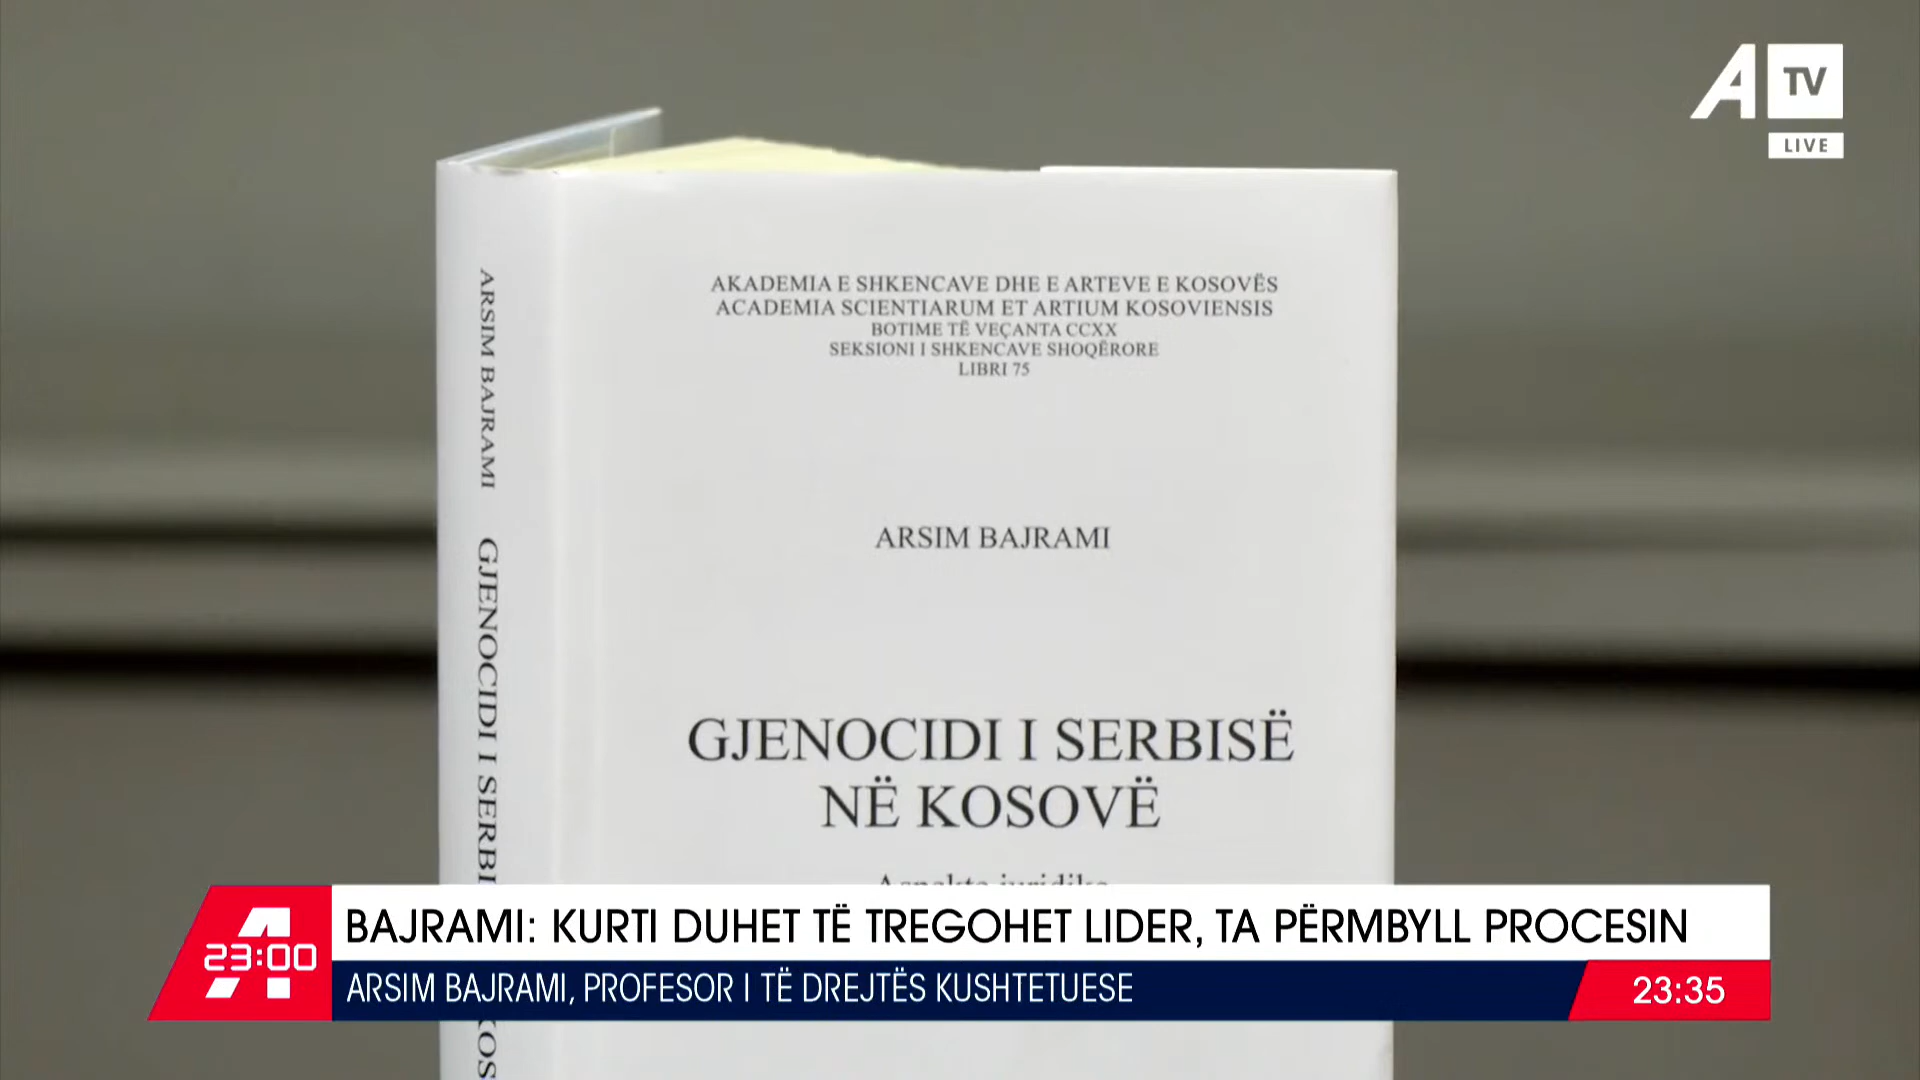 A TV
LIVE
AKADEMIA E SHKENCAVE DHE E ARTEVE E KOSOVËS
ACADEMIA SCIENTIARUM ET ARTIUM KOSOVIENSIS
BOTIME TË VEÇANTA CCXX
SEKSIONI I SHKENCAVE SHOQËRORE
LIBRI 75
ARSIM BAJRAMI
GJENOCIDI I SERBISË
NË KOSOVË
ARSIM BAJRAMI GJENOCIDI I SERBI
BAJRAMI: KURTI DUHET TË TREGOHET LIDER, TA PËRMBYLL PROCESIN
23:00
ARSIM BAJRAMI, PROFESOR I TË DREJTËS KUSHTETUESE
23:35